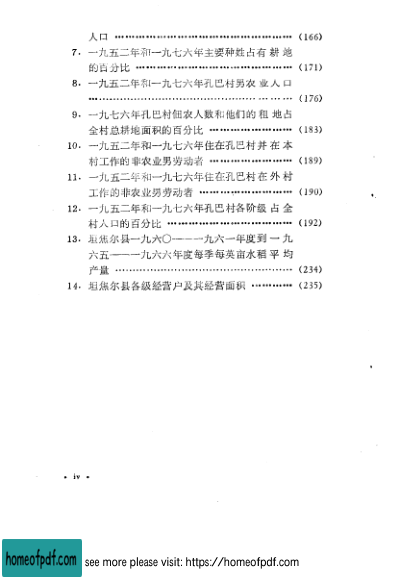 人口 …………………………………………… (166)
7. 一九五二年和一九七六年主要种姓占有耕地
的百分比 ……………………………………… (171)
8. 一九五二年和一九七六年孔巴村男农业人口
…………………………………………………… (176)
9. 一九七六年孔巴村佃农人数和他们的租地占
全村总耕地面积的百分比 …………………… (183)
10. 一九五二年和一九七六年住在孔巴村并在本
村工作的非农业男劳动者 …………………… (189)
11. 一九五二年和一九七六年住在孔巴村在外村
工作的非农业男劳动者 ……………………… (190)
12. 一九五二年和一九七六年孔巴村各阶级占全
村人口的百分比 ……………………………… (192)
13. 坦焦尔县一九六〇——一九六一年度到一九
六五——一九六六年度每季每英亩水稻平均
产量 …………………………………………… (234)
14. 坦焦尔县各级经营户及其经营面积 ………… (235)
• iv •
homeofpdf.com see more please visit: https://homeofpdf.com